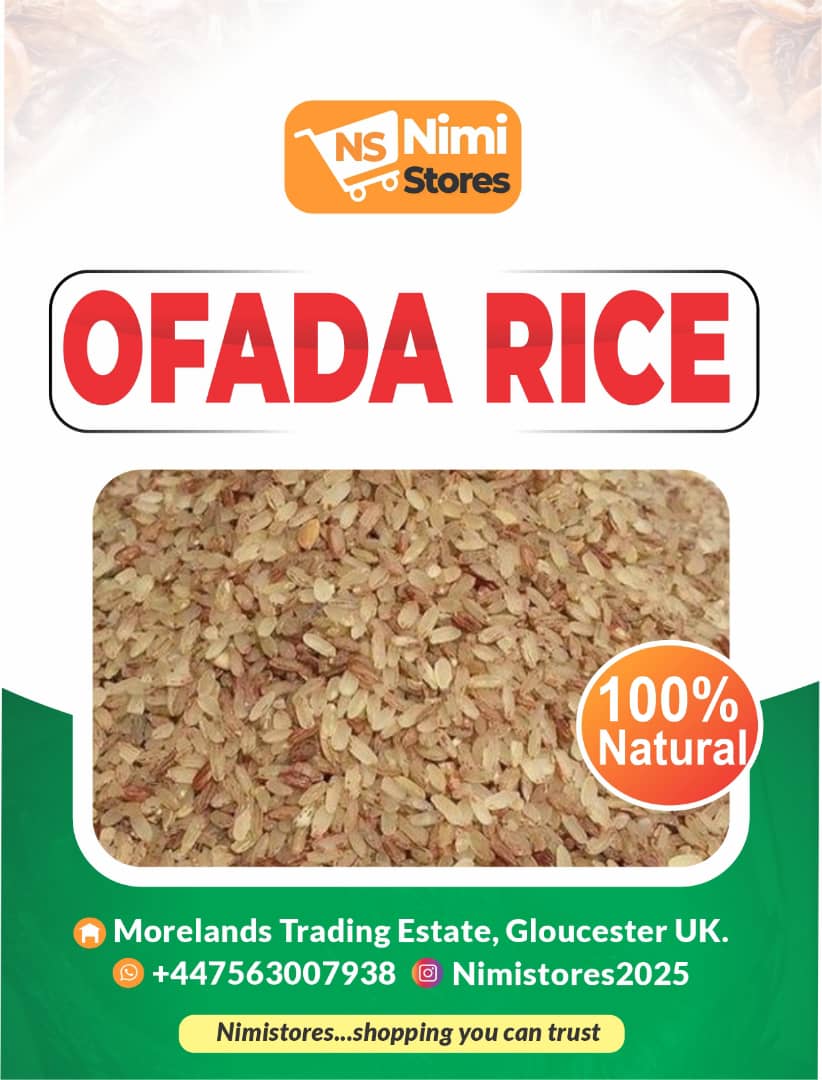 NS Nimi
Stores
OFADA RICE
100%
Natural
Morelands Trading Estate, Gloucester UK.
+447563007938 Nimistores2025
Nimistores...shopping you can trust